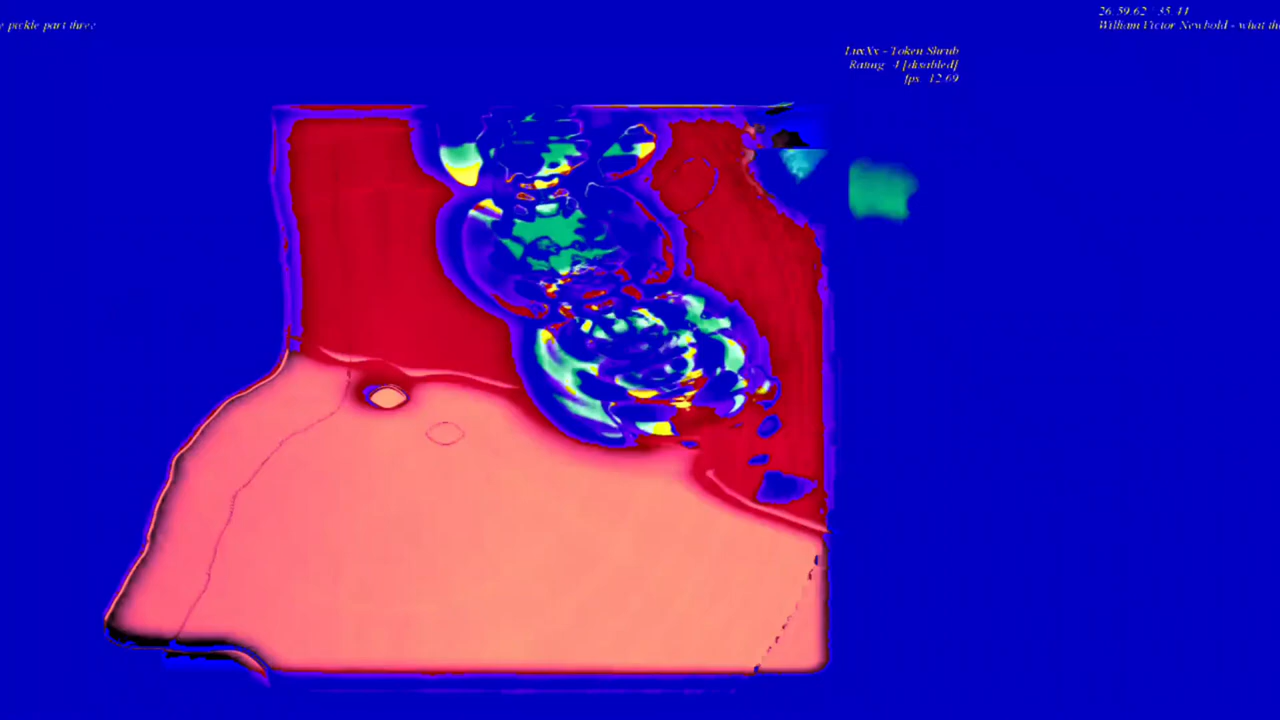 pickle part three
26:59.62 / 35:41
William Victor Newbold - what th
LuxXx - Token Shrub
Rating: 4 [disabled]
fps: 12.69